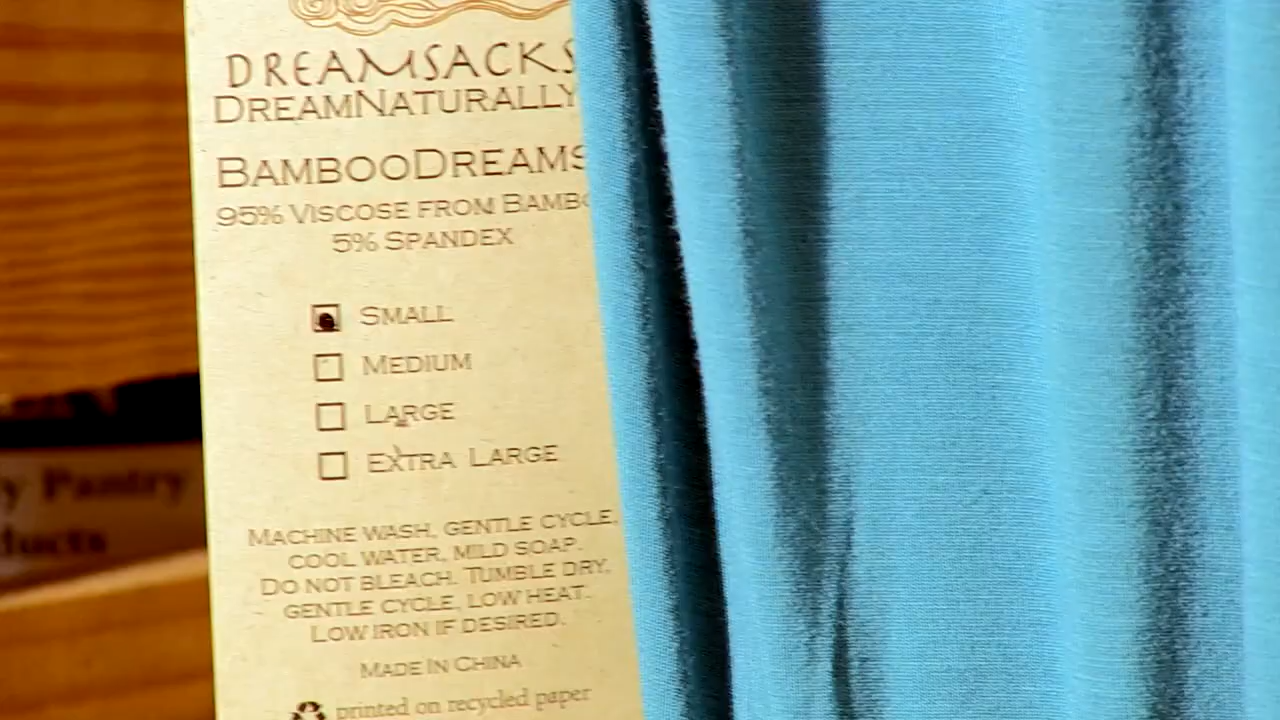 DREAMSACKS
DREAMNATURALLY
BAMBOODREAMS
95% VISCOSE FROM BAMBO
5% SPANDEX
SMALL
MEDIUM
LARGE
EXTRA LARGE
MACHINE WASH, GENTLE CYCLE,
COOL WATER, MILD SOAP.
DO NOT BLEACH. TUMBLE DRY,
GENTLE CYCLE, LOW HEAT.
LOW IRON IF DESIRED.
MADE IN CHINA
printed on recycled paper
y Pantry
ducts